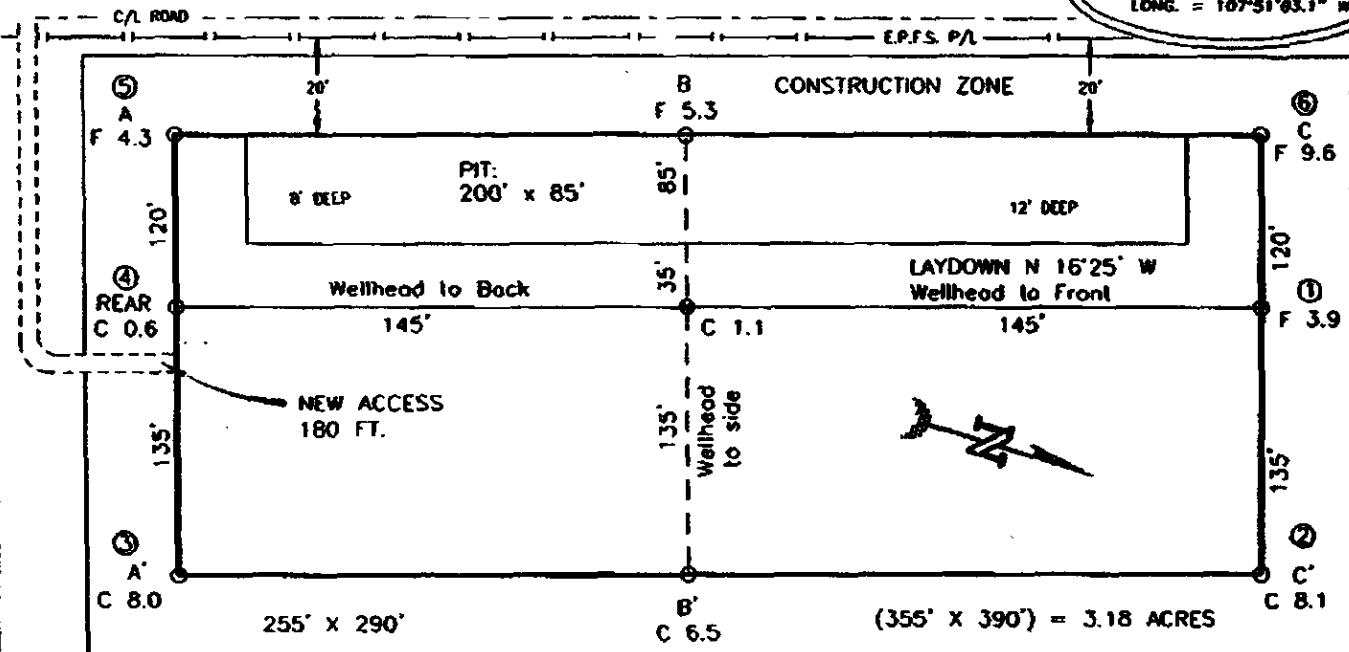 LONG. = 107°51'03.1" W
C/L ROAD
E.P.F.S. P/L
⑤
A
F 4.3
20'
B
F 5.3
CONSTRUCTION ZONE
20'
⑥
C
F 9.6
PIT:
200' x 85'
8' DEEP
85'
12' DEEP
120'
120'
④
REAR
C 0.6
Wellhead to Back
145'
35'
C 1.1
LAYDOWN N 16°25' W
Wellhead to Front
145'
①
F 3.9
NEW ACCESS
180 FT.
135'
135'
Wellhead
to side
N
135'
③
A'
C 8.0
②
C'
C 8.1
255' X 290'
B'
C 6.5
(355' X 390') = 3.18 ACRES